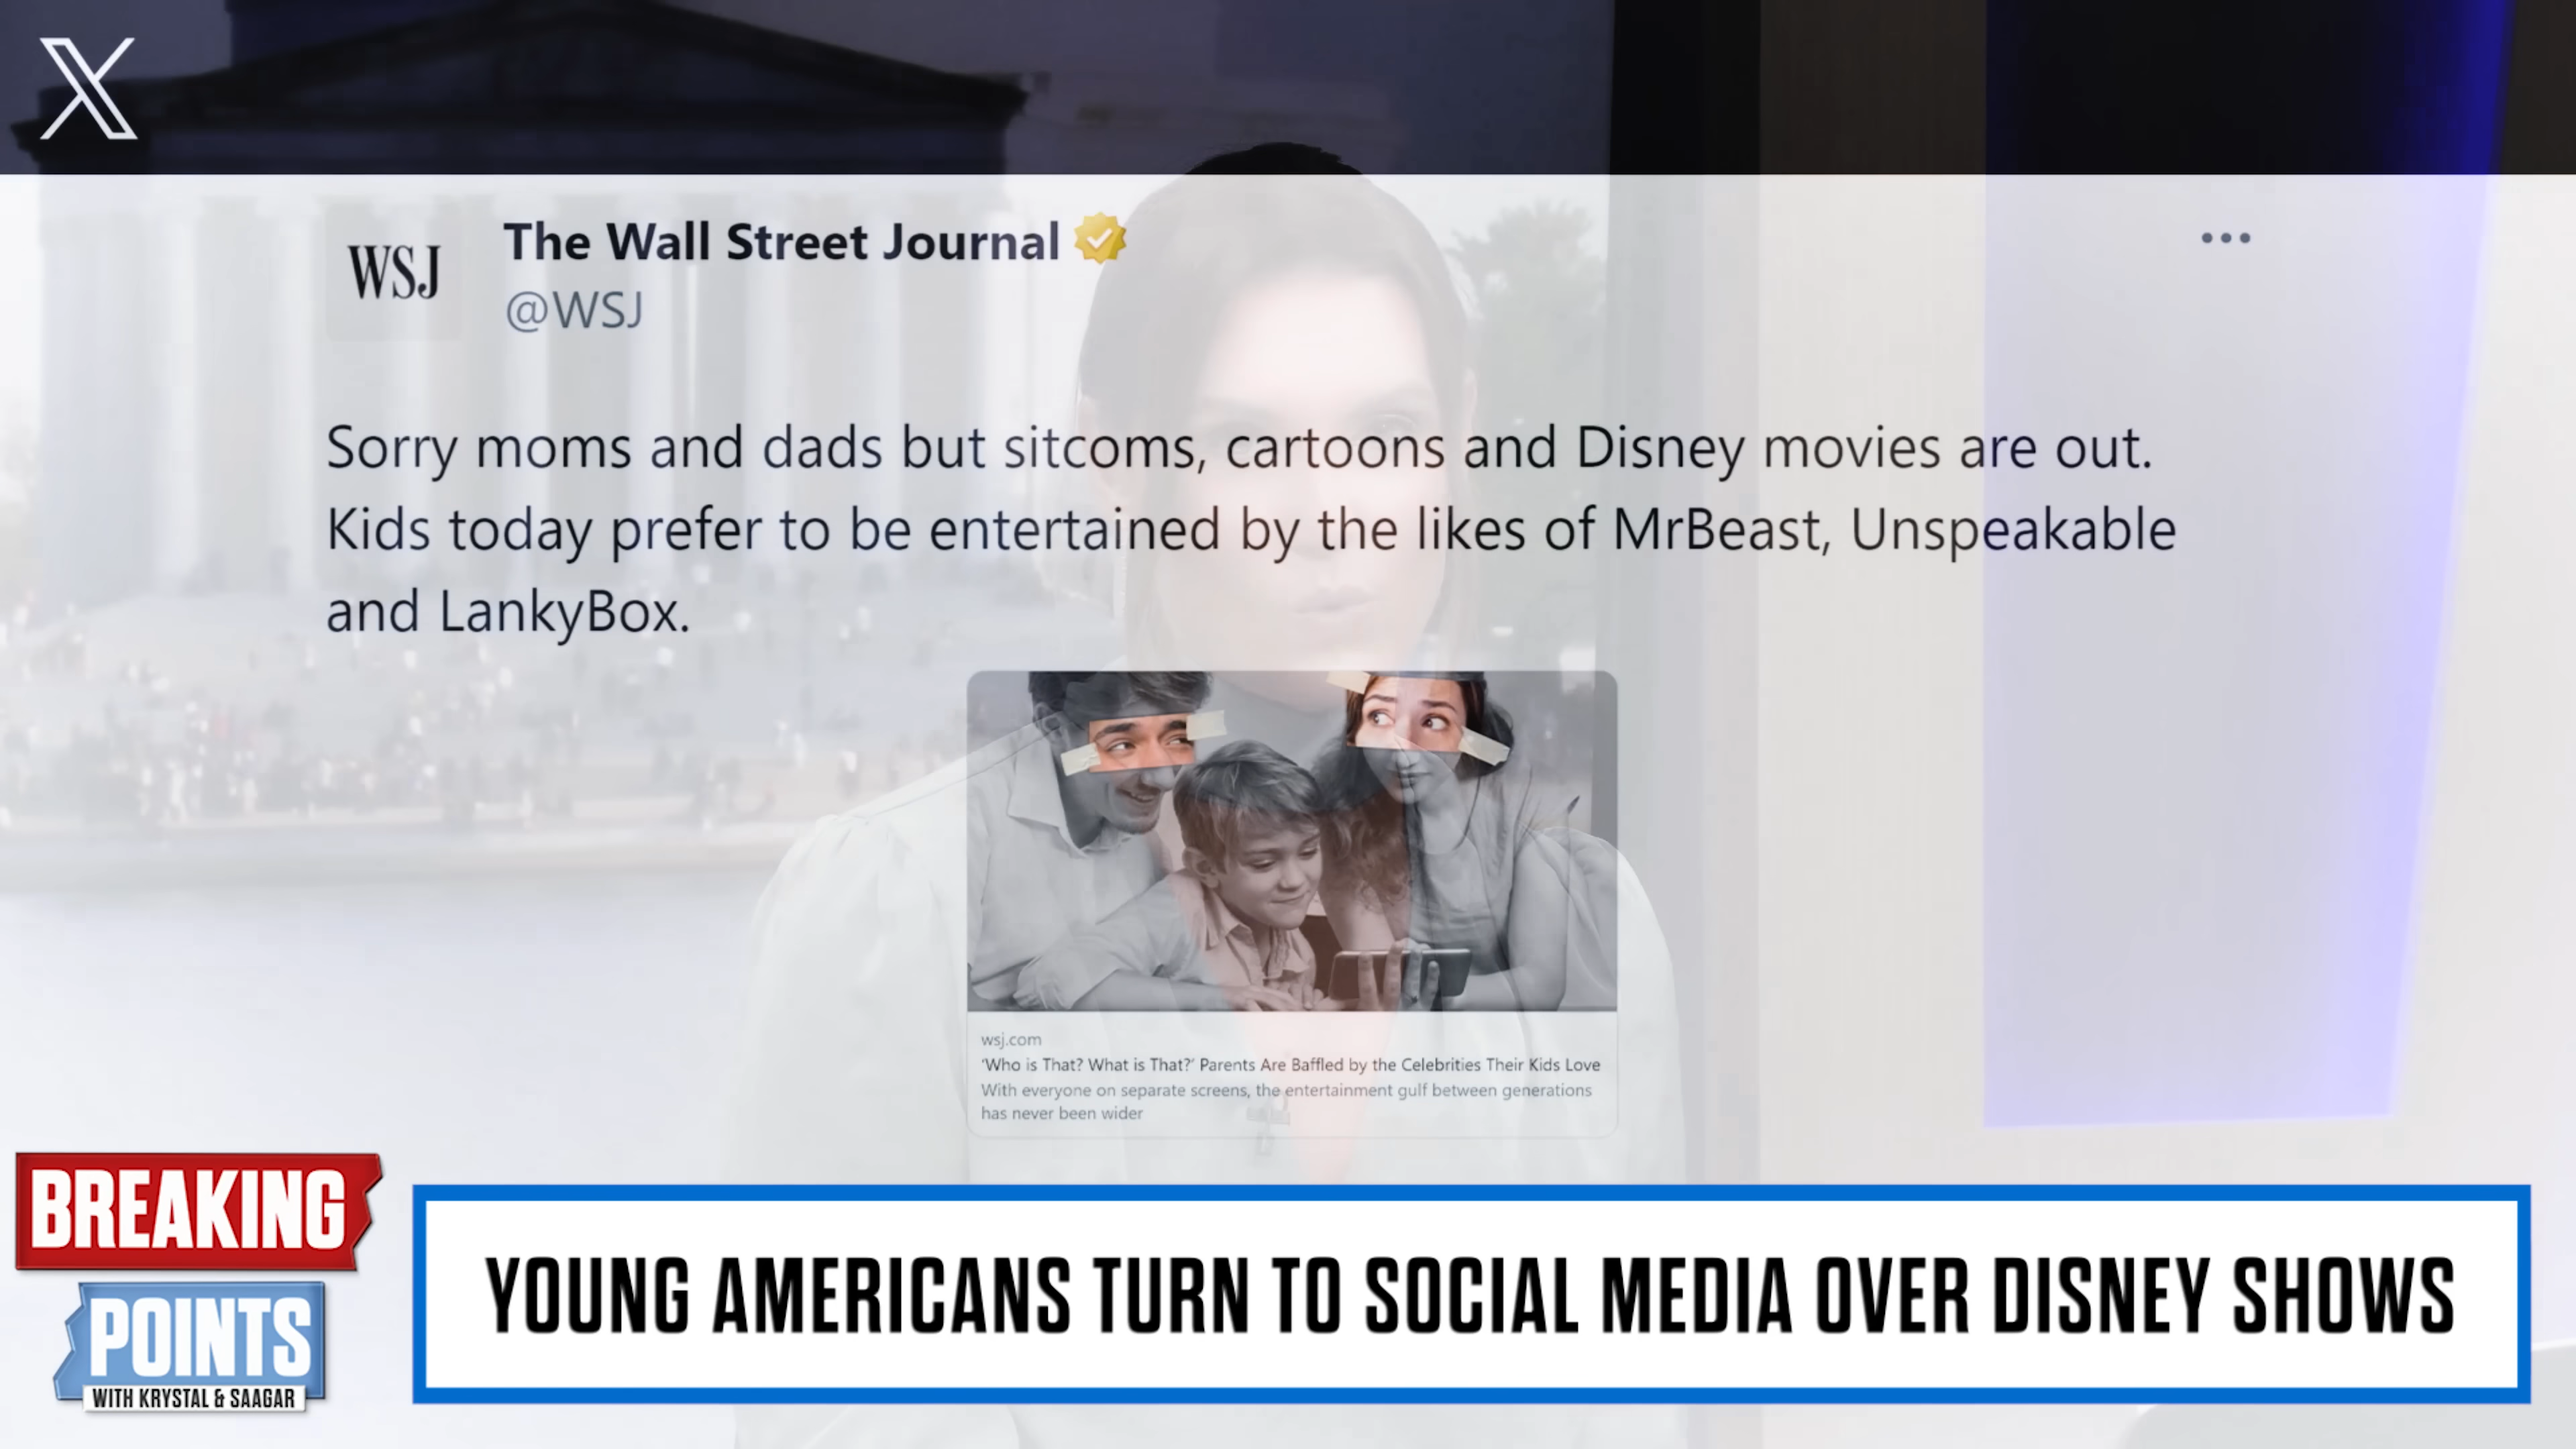 X
WSJ
The Wall Street Journal
@WSJ
Sorry moms and dads but sitcoms, cartoons and Disney movies are out.
Kids today prefer to be entertained by the likes of MrBeast, Unspeakable
and LankyBox.
wsj.com
‘Who is That? What is That?’ Parents Are Baffled by the Celebrities Their Kids Love
With everyone on separate screens, the entertainment gulf between generations
has never been wider
BREAKING
POINTS
WITH KRYSTAL & SAAGAR
YOUNG AMERICANS TURN TO SOCIAL MEDIA OVER DISNEY SHOWS